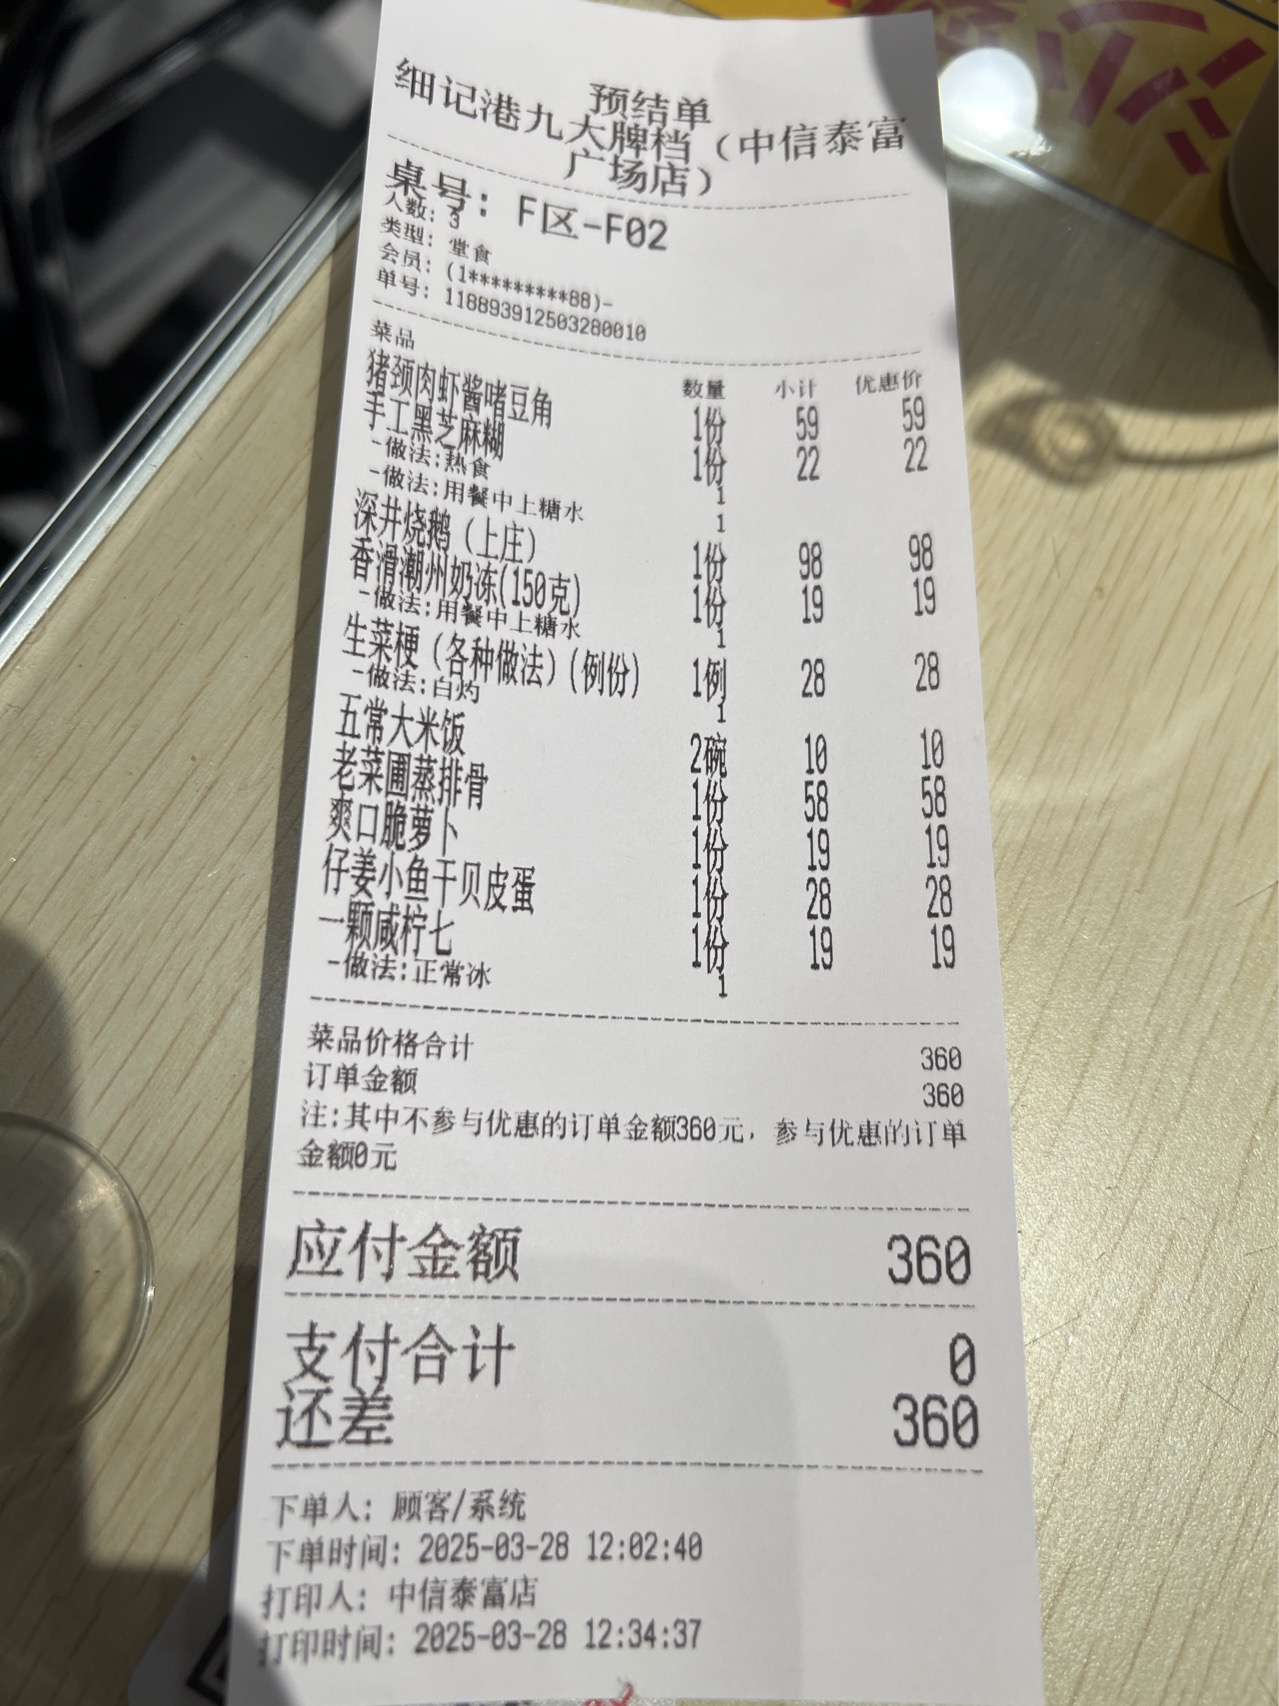 预结单
细记港九大牌档（中信泰富
广场店）
桌号：F区-F02
人数：3
类型：堂食
会员：(1*********88)-
单号：118893912503280010
菜品 数量 小计 优惠价
猪颈肉虾酱啫豆角 1份 59 59
手工黑芝麻糊 1份 22 22
-做法:热食 1
-做法:用餐中上糖水 1
深井烧鹅（上庄） 1份 98 98
香滑潮州奶冻(150克) 1份 19 19
-做法:用餐中上糖水 1
生菜梗（各种做法）(例份) 1例 28 28
-做法:白灼 1
五常大米饭 2碗 10 10
老菜圃蒸排骨 1份 58 58
爽口脆萝卜 1份 19 19
仔姜小鱼干贝皮蛋 1份 28 28
一颗咸柠七 1份 19 19
-做法:正常冰 1
菜品价格合计 360
订单金额 360
注:其中不参与优惠的订单金额360元，参与优惠的订单
金额0元
应付金额 360
支付合计 0
还差 360
下单人：顾客/系统
下单时间：2025-03-28 12:02:40
打印人：中信泰富店
打印时间：2025-03-28 12:34:37